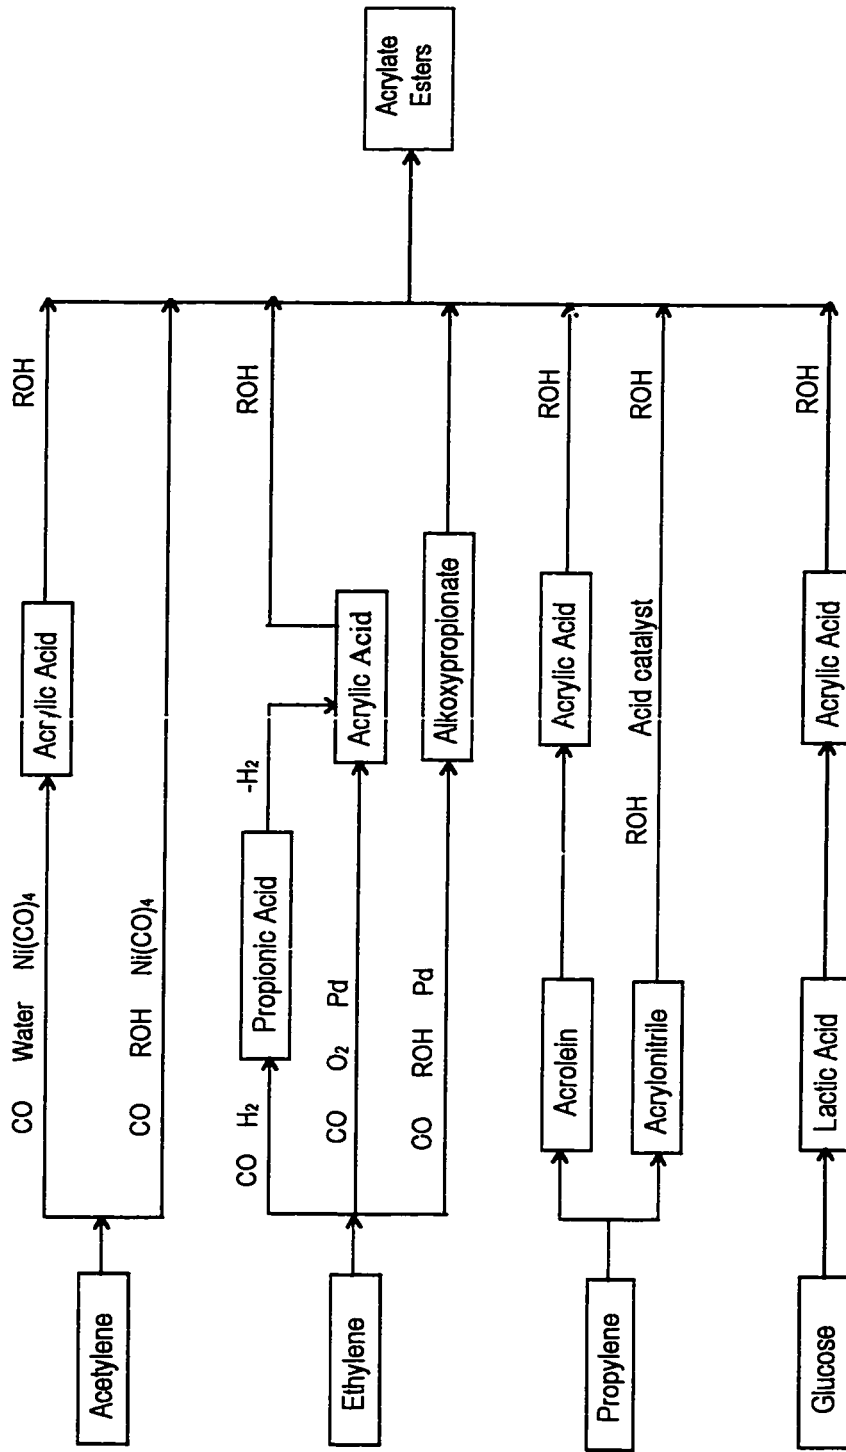 Acetylene
CO Water Ni(CO)4
Acrylic Acid
ROH
CO ROH Ni(CO)4
Ethylene
CO H2
Propionic Acid
-H2
CO O2 Pd
Acrylic Acid
ROH
CO ROH Pd
Alkoxypropionate
Propylene
Acrolein
Acrylic Acid
ROH
Acrylonitrile
ROH Acid catalyst
ROH
Glucose
Lactic Acid
Acrylic Acid
ROH
Acrylate
Esters